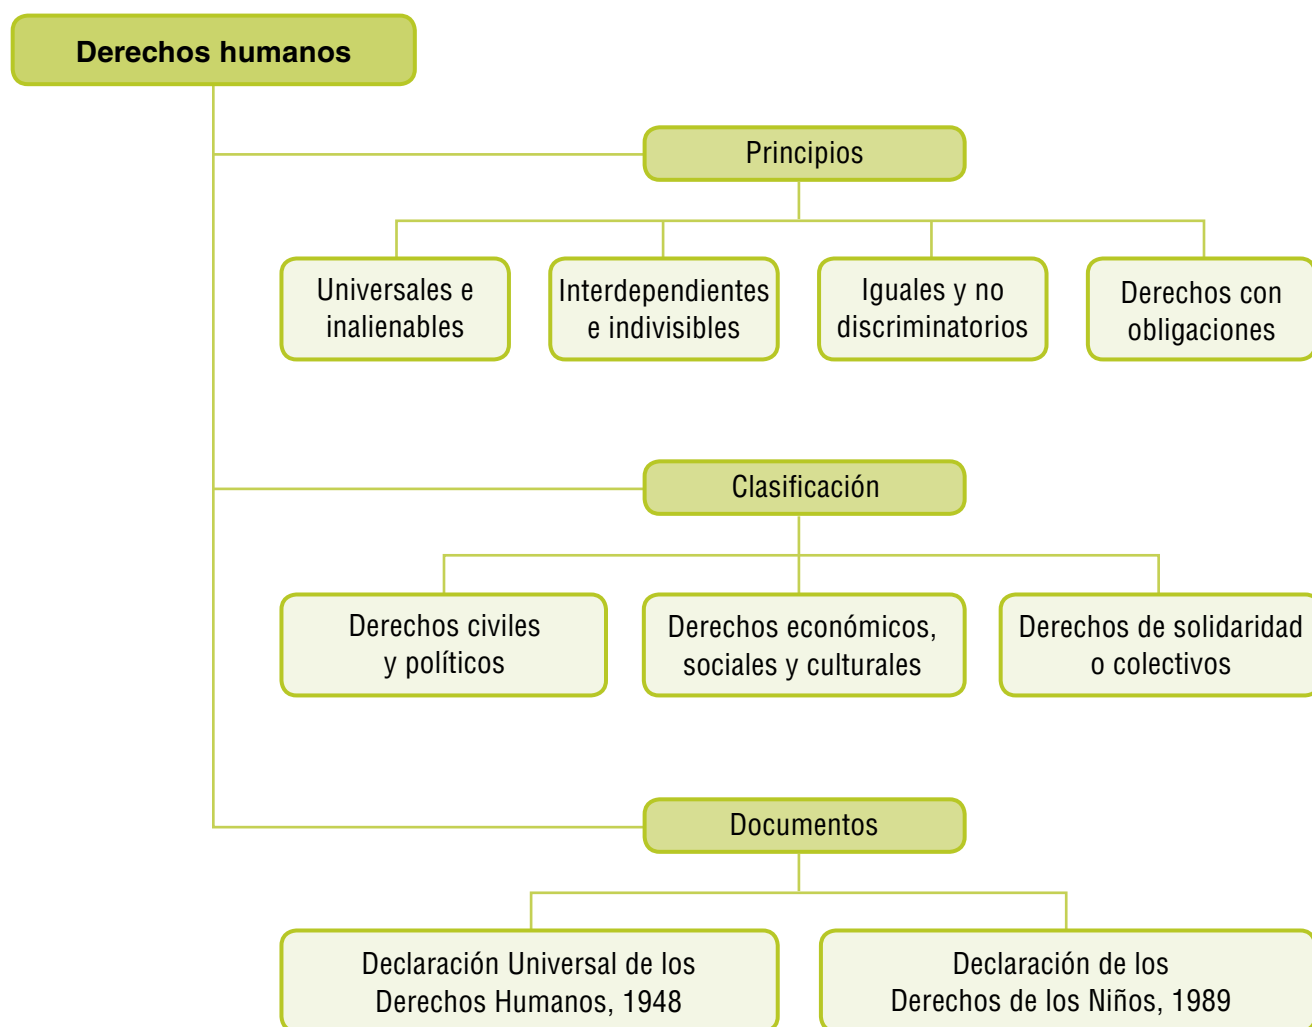 Derechos humanos
Principios
Universales e
inalienables
Interdependientes
e indivisibles
Iguales y no
discriminatorios
Derechos con
obligaciones
Clasificación
Derechos civiles
y políticos
Derechos económicos,
sociales y culturales
Derechos de solidaridad
o colectivos
Documentos
Declaración Universal de los
Derechos Humanos, 1948
Declaración de los
Derechos de los Niños, 1989